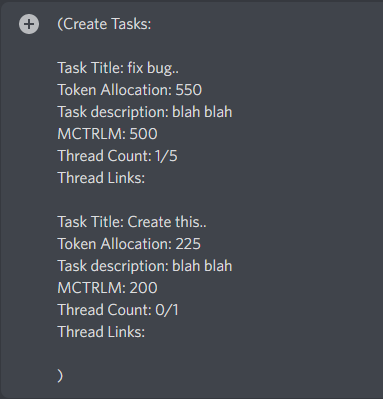 (Create Tasks:
Task Title: fix bug..
Token Allocation: 550
Task description: blah blah
MCTRLM: 500
Thread Count: 1/5
Thread Links:
Task Title: Create this..
Token Allocation: 225
Task description: blah blah
MCTRLM: 200
Thread Count: 0/1
Thread Links:
)